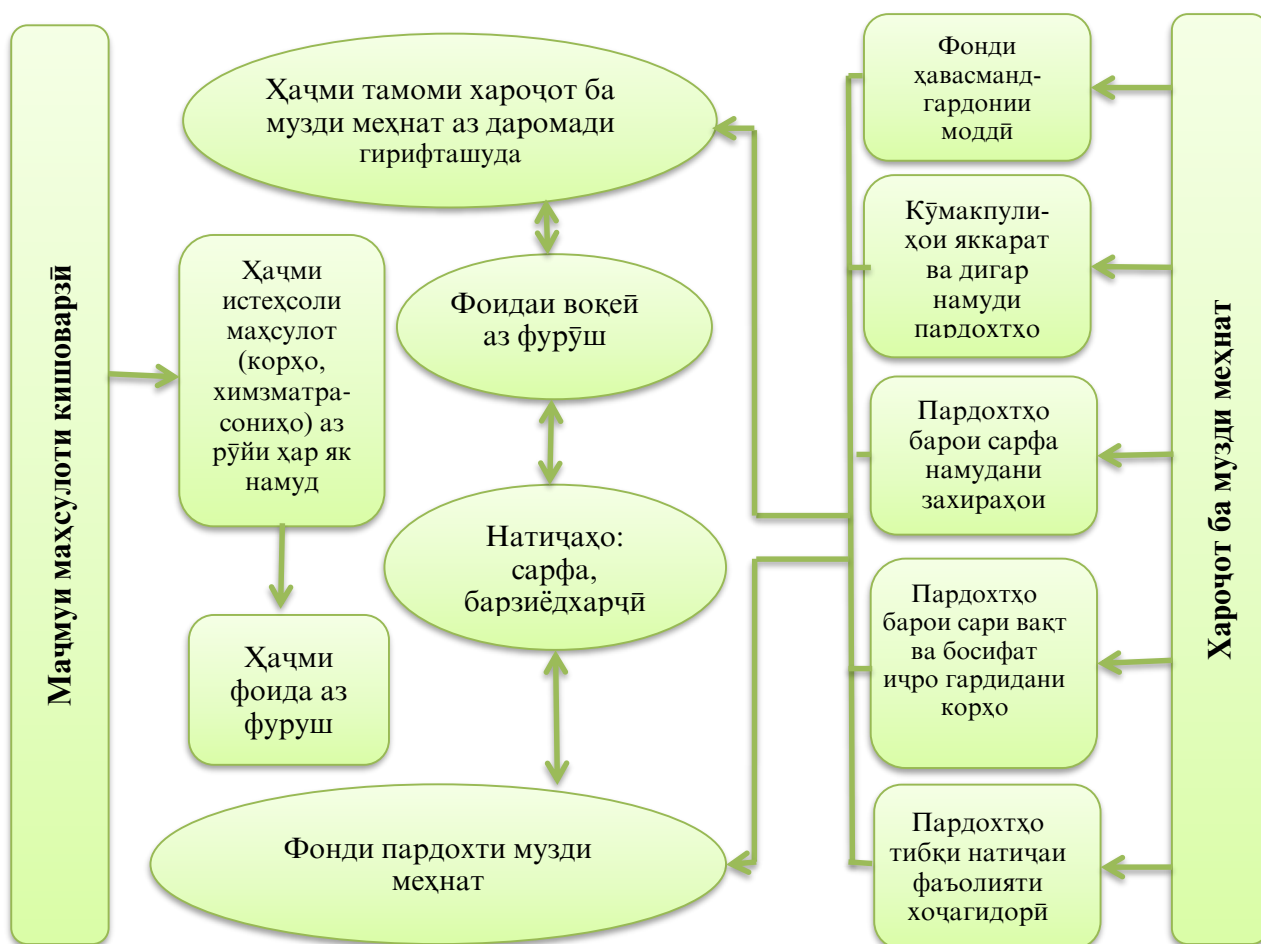 Маҷмуи маҳсулоти кишоварзӣ
Ҳаҷми тамоми хароҷот ба
музди меҳнат аз даромади
гирифташуда
Ҳаҷми
истеҳсоли
маҳсулот
(корҳо,
химзматра-
сониҳо) аз
рӯйи ҳар як
намуд
Ҳаҷми
фоида аз
фуруш
Фоидаи воқеӣ
аз фурӯш
Натиҷаҳо:
сарфа,
барзиёдхарҷӣ
Фонди пардохти музди
меҳнат
Фонди
ҳавасманд-
гардонии
моддӣ
Кӯмакпули-
ҳои яккарат
ва дигар
намуди
пардохтҳо
Пардохтҳо
барои сарфа
намудани
захираҳои
Пардохтҳо
барои сари вақт
ва босифат
иҷро гардидани
корҳо
Пардохтҳо
тибқи натиҷаи
фаъолияти
хоҷагидорӣ
Хароҷот ба музди меҳнат